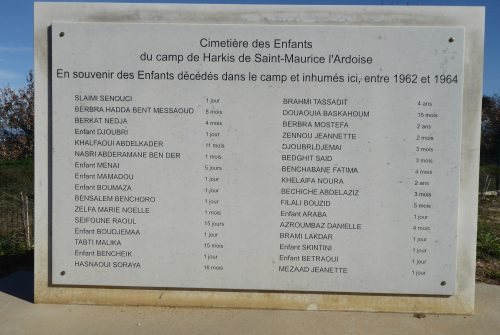 Cimetière des Enfants
du camp de Harkis de Saint-Maurice l'Ardoise
En souvenir des Enfants décédés dans le camp et inhumés ici, entre 1962 et 1964
SLAIMI SENOUCI 1 jour
BERBRA HADDA BENT MESSAOUD 8 mois
BERKAT NEDJA 4 mois
Enfant DJOUBRI 1 jour
KHALFAOUI ABDELKADER 11 mois
NASRI ABDERAMANE BEN DER 1 mois
Enfant MENAI 5 jours
Enfant MAMADOU 1 jour
Enfant BOUMAZA 1 jour
BENSALEM BENCHORO 1 jour
ZELFA MARIE NOELLE 1 mois
SEIFOUNE RAOUL 15 jours
Enfant BOUDJEMAA 1 jour
TABTI MALIKA 15 mois
Enfant BENCHEIK 1 jour
HASNAOUI SORAYA 16 mois
BRAHMI TASSADIT 4 ans
DOUAOUIA BASKAHOUM 15 mois
BERBRA MOSTEFA 2 ans
ZENNOU JEANNETTE 2 mois
DJOUBRI DJEMAI 3 mois
BEDGHIT SAID 3 mois
BENCHABANE FATIMA 4 mois
KHELAIFA NOURA 2 ans
BECHICHE ABDELAZIZ 3 mois
FILALI BOUZID 5 mois
Enfant ARABA 1 jour
AZROUMBAZ DANIELLE 4 mois
BRAMI LAKDAR 1 jour
Enfant SKINTINI 1 jour
Enfant BETRAOUI 1 jour
MEZAAD JEANETTE 1 jour